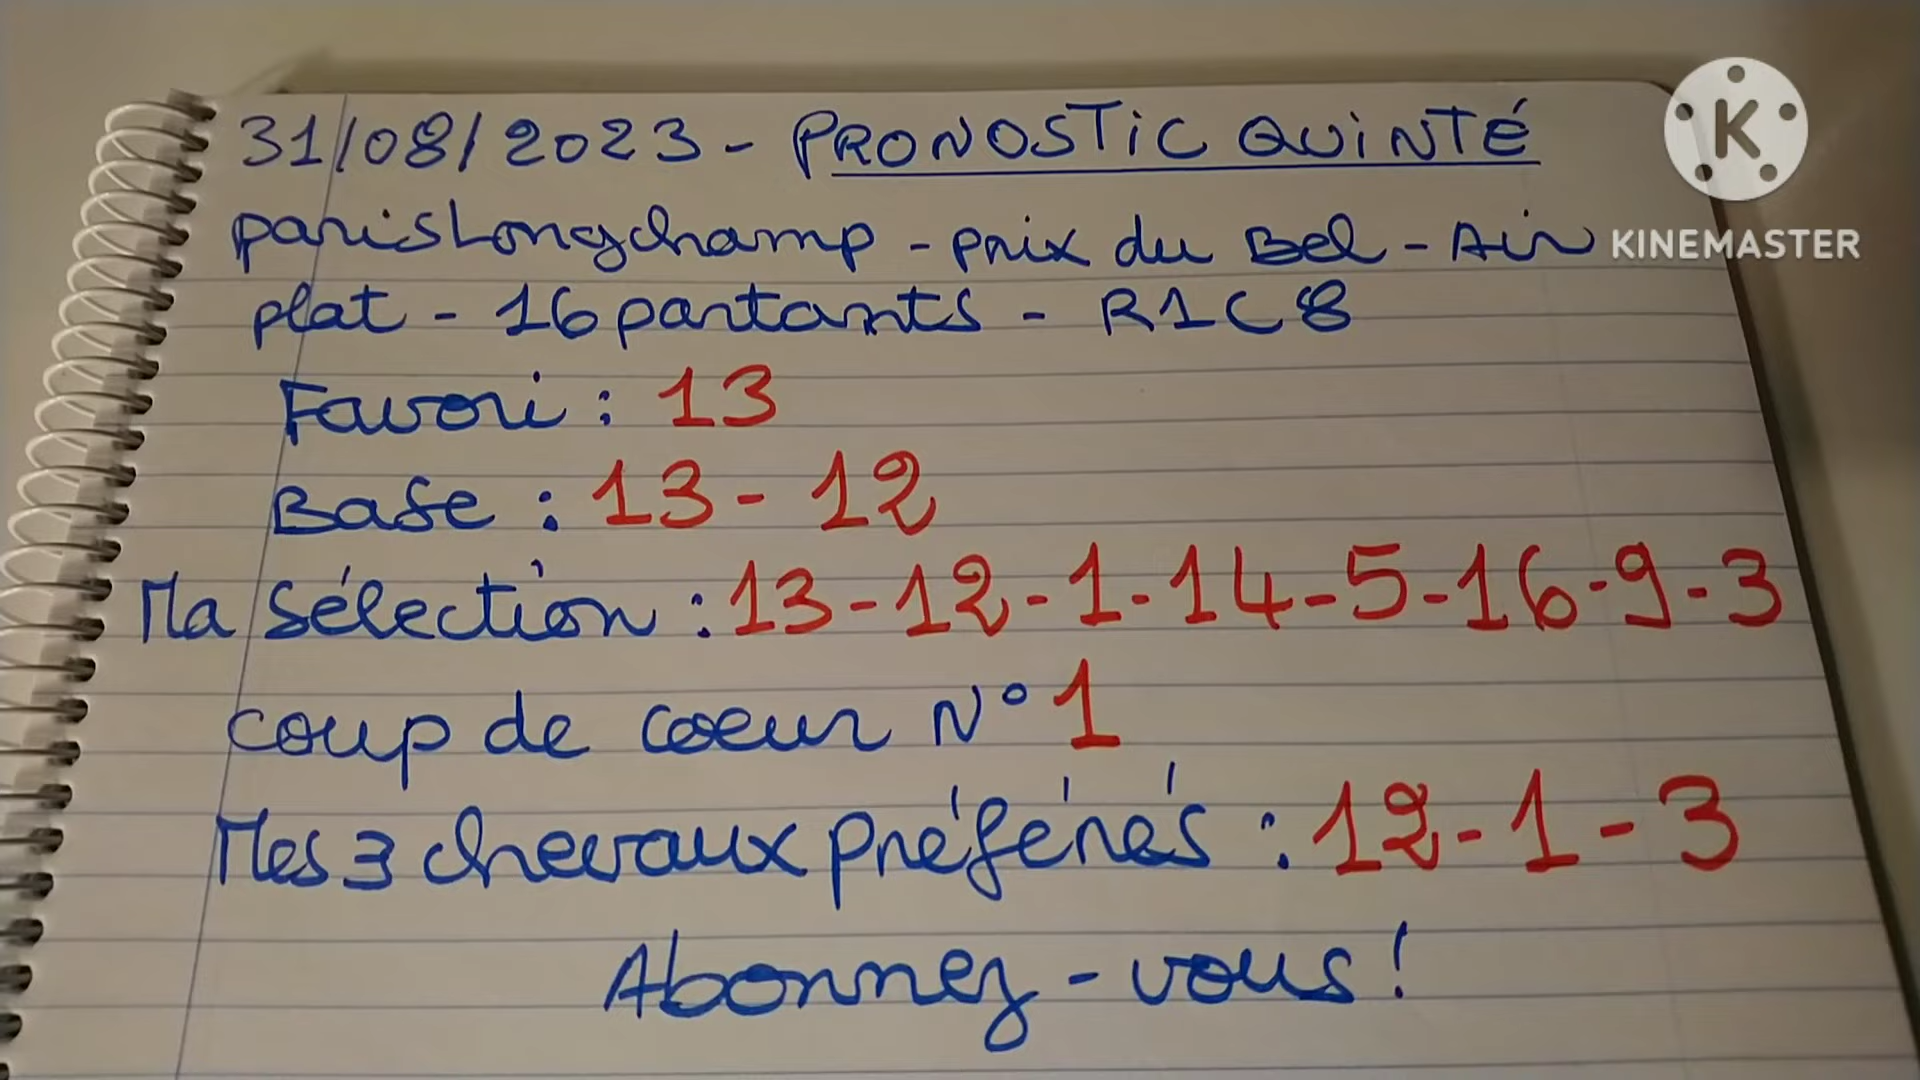 31/08/2023 - PRONOSTIC QUINTÉ
parisLongchamp - prix du Bel - Air
plat - 16 partants - R1C8
Favori : 13
Base : 13 - 12
Ma sélection : 13 - 12 - 1 - 14 - 5 - 16 - 9 - 3
coup de coeur N° 1
Mes 3 chevaux préférés : 12 - 1 - 3
Abonnez - vous !
K
KINEMASTER